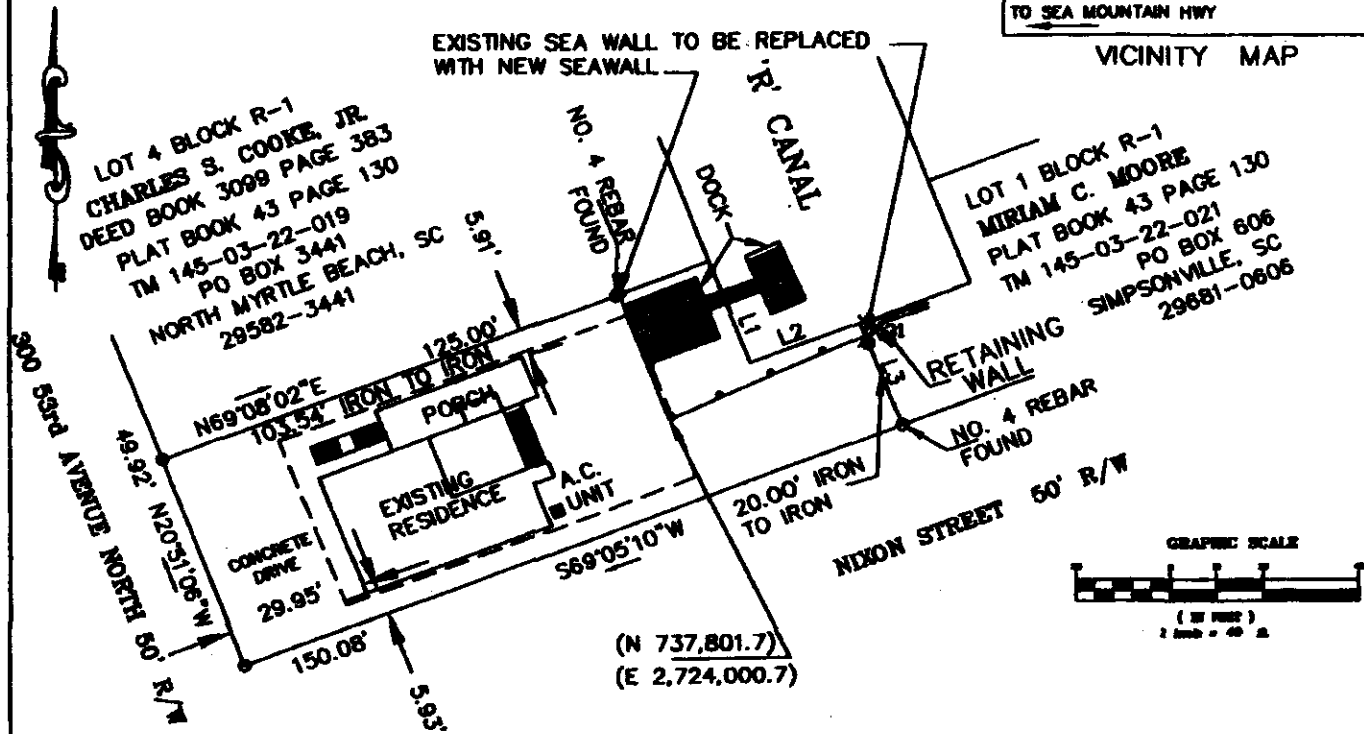 TO SEA MOUNTAIN HWY
VICINITY MAP
EXISTING SEA WALL TO BE REPLACED
WITH NEW SEAWALL
'R' CANAL
LOT 4 BLOCK R-1
CHARLES S. COOKE, JR.
DEED BOOK 3099 PAGE 383
PLAT BOOK 43 PAGE 130
TM 145-03-22-019
PO BOX 3441
NORTH MYRTLE BEACH, SC
29582-3441
NO. 4 REBAR
FOUND
DOCK
LOT 1 BLOCK R-1
MIRIAM C. MOORE
PLAT BOOK 43 PAGE 130
TM 145-03-22-021
PO BOX 606
SIMPSONVILLE, SC
29681-0606
5.91'
125.00'
N69°08'02"E
103.54' IRON TO IRON
L1
L2
L3
RETAINING
WALL
NO. 4 REBAR
FOUND
300 53rd AVENUE NORTH 50' R/W
49.92' N20°51'06"W
PORCH
EXISTING
RESIDENCE
A.C.
UNIT
CONCRETE
DRIVE
29.95'
20.00' IRON
TO IRON
S69°05'10"W
NIXON STREET 50' R/W
150.08'
5.93'
(N 737,801.7)
(E 2,724,000.7)
GRAPHIC SCALE